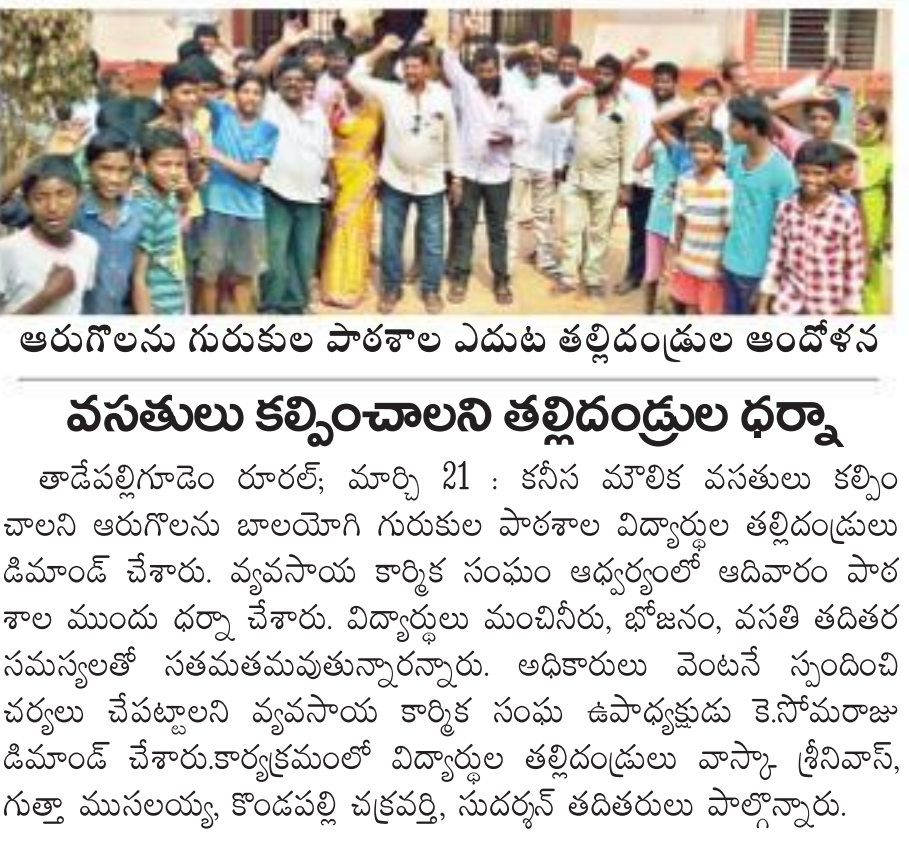 ఆరుగొలను గురుకుల పాఠశాల ఎదుట తల్లిదండ్రుల ఆందోళన
వసతులు కల్పించాలని తల్లిదండ్రుల ధర్నా
తాడేపల్లిగూడెం రూరల్; మార్చి 21 : కనీస మౌలిక వసతులు కల్పిం
చాలని ఆరుగొలను బాలయోగి గురుకుల పాఠశాల విద్యార్థుల తల్లిదండ్రులు
డిమాండ్ చేశారు. వ్యవసాయ కార్మిక సంఘం ఆధ్వర్యంలో ఆదివారం పాఠ
శాల ముందు ధర్నా చేశారు. విద్యార్థులు మంచినీరు, భోజనం, వసతి తదితర
సమస్యలతో సతమతమవుతున్నారన్నారు. అధికారులు వెంటనే స్పందించి
చర్యలు చేపట్టాలని వ్యవసాయ కార్మిక సంఘ ఉపాధ్యక్షుడు కె.సోమరాజు
డిమాండ్ చేశారు.కార్యక్రమంలో విద్యార్థుల తల్లిదండ్రులు వాస్కా శ్రీనివాస్,
గుత్తా ముసలయ్య, కొండపల్లి చక్రవర్తి, సుదర్శన్ తదితరులు పాల్గొన్నారు.